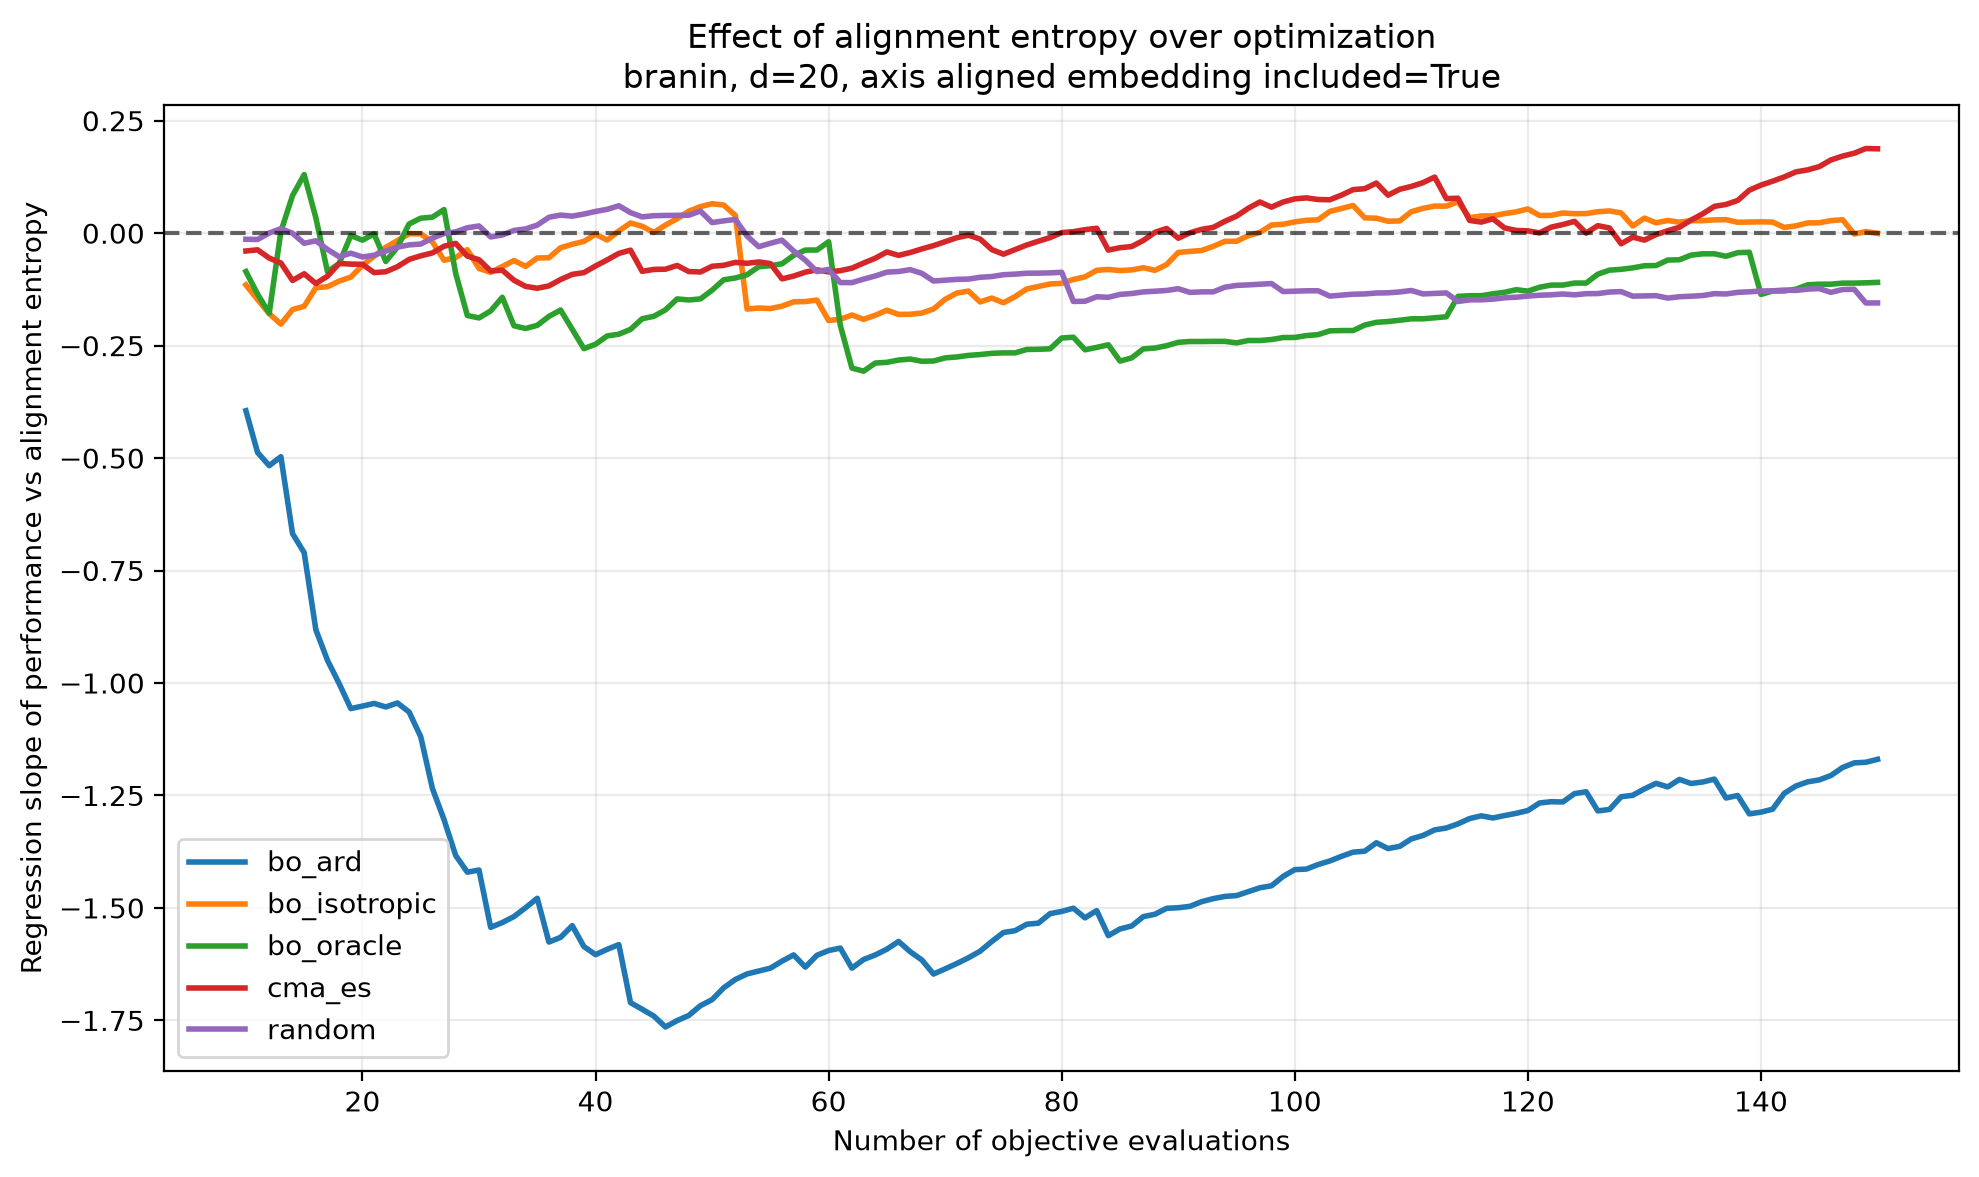 Effect of alignment entropy over optimization
branin, d=20, axis aligned embedding included=True
Regression slope of performance vs alignment entropy
0.25
0.00
−0.25
−0.50
−0.75
−1.00
−1.25
−1.50
−1.75
bo_ard
bo_isotropic
bo_oracle
cma_es
random
20 40 60 80 100 120 140
Number of objective evaluations